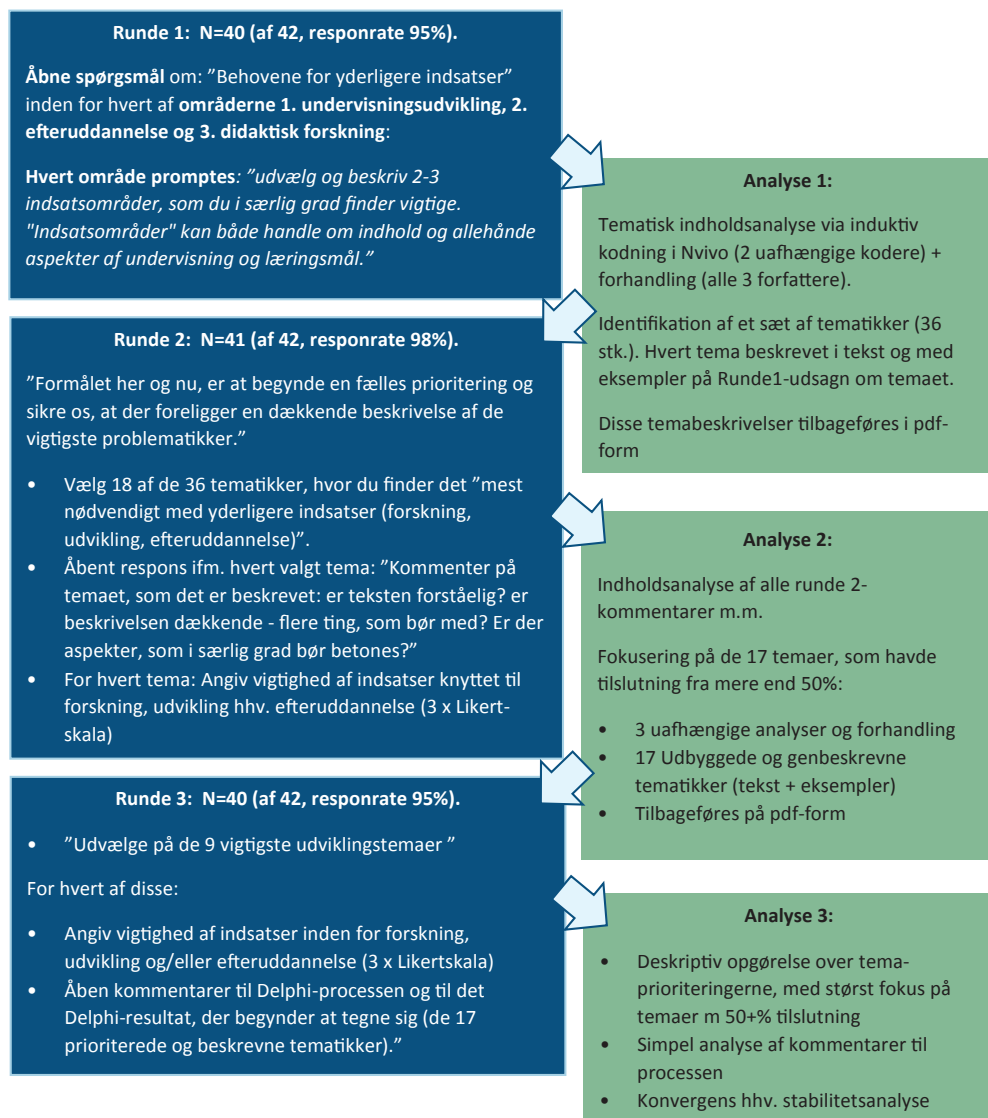 Runde 1:  N=40 (af 42, responrate 95%).
Åbne spørgsmål om: ”Behovene for yderligere indsatser”
inden for hvert af områderne 1. undervisningsudvikling, 2.
efteruddannelse og 3. didaktisk forskning:
Hvert område promptes: ”udvælg og beskriv 2-3
indsatsområder, som du i særlig grad finder vigtige.
"Indsatsområder" kan både handle om indhold og allehånde
aspekter af undervisning og læringsmål.”
Analyse 1:
Tematisk indholdsanalyse via induktiv
kodning i Nvivo (2 uafhængige kodere) +
forhandling (alle 3 forfattere).
Identifikation af et sæt af tematikker (36
stk.). Hvert tema beskrevet i tekst og med
eksempler på Runde1-udsagn om temaet.
Disse temabeskrivelser tilbageføres i pdf-
form
Runde 2:  N=41 (af 42, responrate 98%).
”Formålet her og nu, er at begynde en fælles prioritering og
sikre os, at der foreligger en dækkende beskrivelse af de
vigtigste problematikker.”
• Vælg 18 af de 36 tematikker, hvor du finder det ”mest
nødvendigt med yderligere indsatser (forskning,
udvikling, efteruddannelse)”.
• Åbent respons ifm. hvert valgt tema: ”Kommenter på
temaet, som det er beskrevet: er teksten forståelig? er
beskrivelsen dækkende - flere ting, som bør med? Er der
aspekter, som i særlig grad bør betones?”
• For hvert tema: Angiv vigtighed af indsatser knyttet til
forskning, udvikling hhv. efteruddannelse (3 x Likert-
skala)
Analyse 2:
Indholdsanalyse af alle runde 2-
kommentarer m.m.
Fokusering på de 17 temaer, som havde
tilslutning fra mere end 50%:
• 3 uafhængige analyser og forhandling
• 17 Udbyggede og genbeskrevne
tematikker (tekst + eksempler)
• Tilbageføres på pdf-form
Runde 3:  N=40 (af 42, responrate 95%).
• ”Udvælge på de 9 vigtigste udviklingstemaer ”
For hvert af disse:
• Angiv vigtighed af indsatser inden for forskning,
udvikling og/eller efteruddannelse (3 x Likertskala)
• Åben kommentarer til Delphi-processen og til det
Delphi-resultat, der begynder at tegne sig (de 17
prioriterede og beskrevne tematikker).”
Analyse 3:
• Deskriptiv opgørelse over tema-
prioriteringerne, med størst fokus på
temaer m 50+% tilslutning
• Simpel analyse af kommentarer til
processen
• Konvergens hhv. stabilitetsanalyse